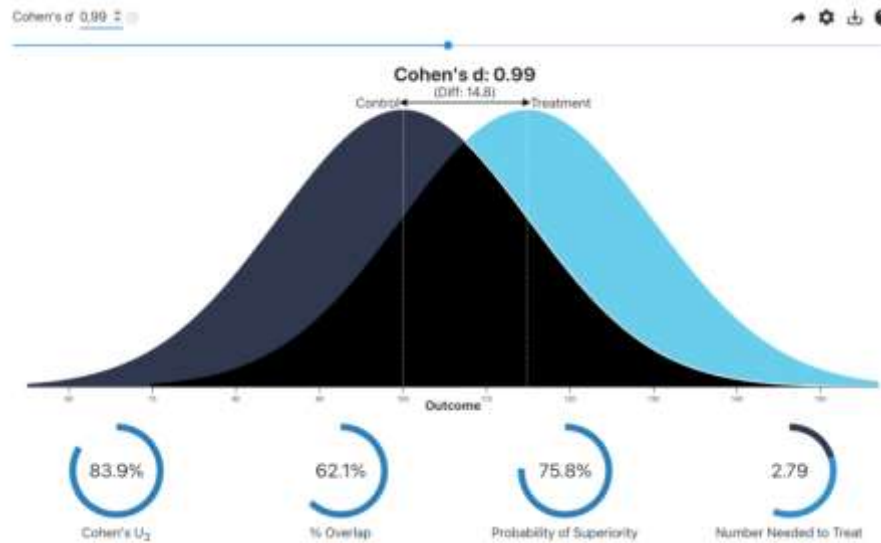 Cohen's d 0,99
Cohen's d: 0.99
(Diff: 14.8)
Control Treatment
100
Outcome
83.9% 62.1% 75.8% 2.79
Cohen's U3 % Overlap Probability of Superiority Number Needed to Treat